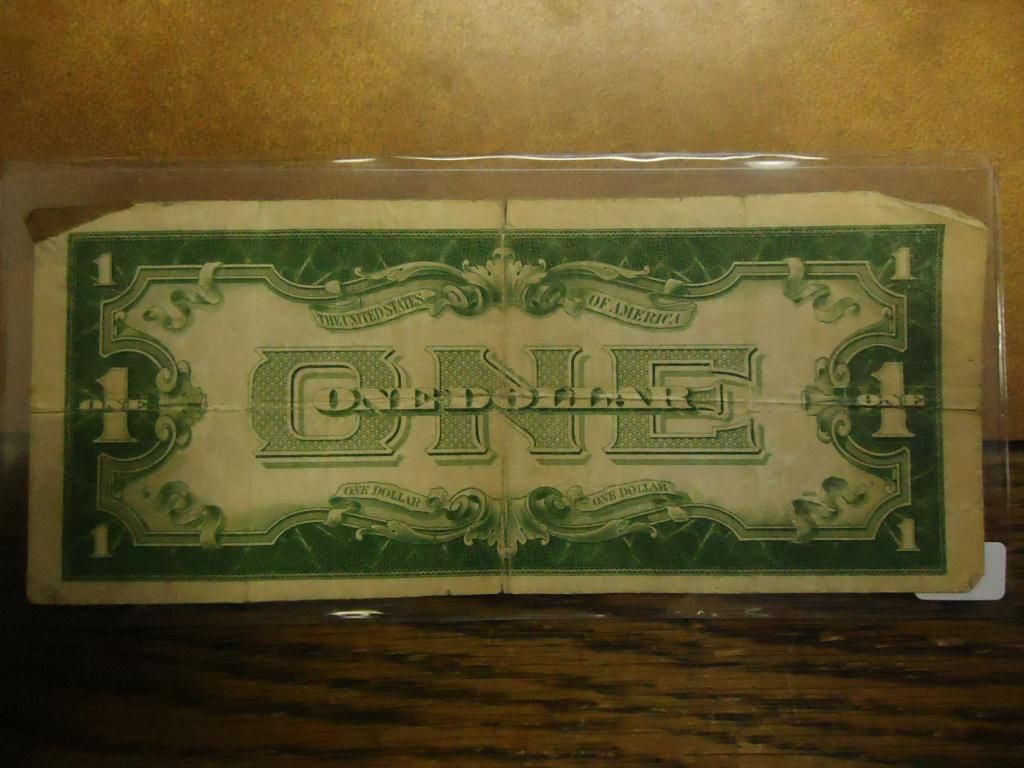 1 1
THE UNITED STATES OF AMERICA
ONE
ONE DOLLAR
1 ONE 1 ONE
ONE DOLLAR ONE DOLLAR
1 1